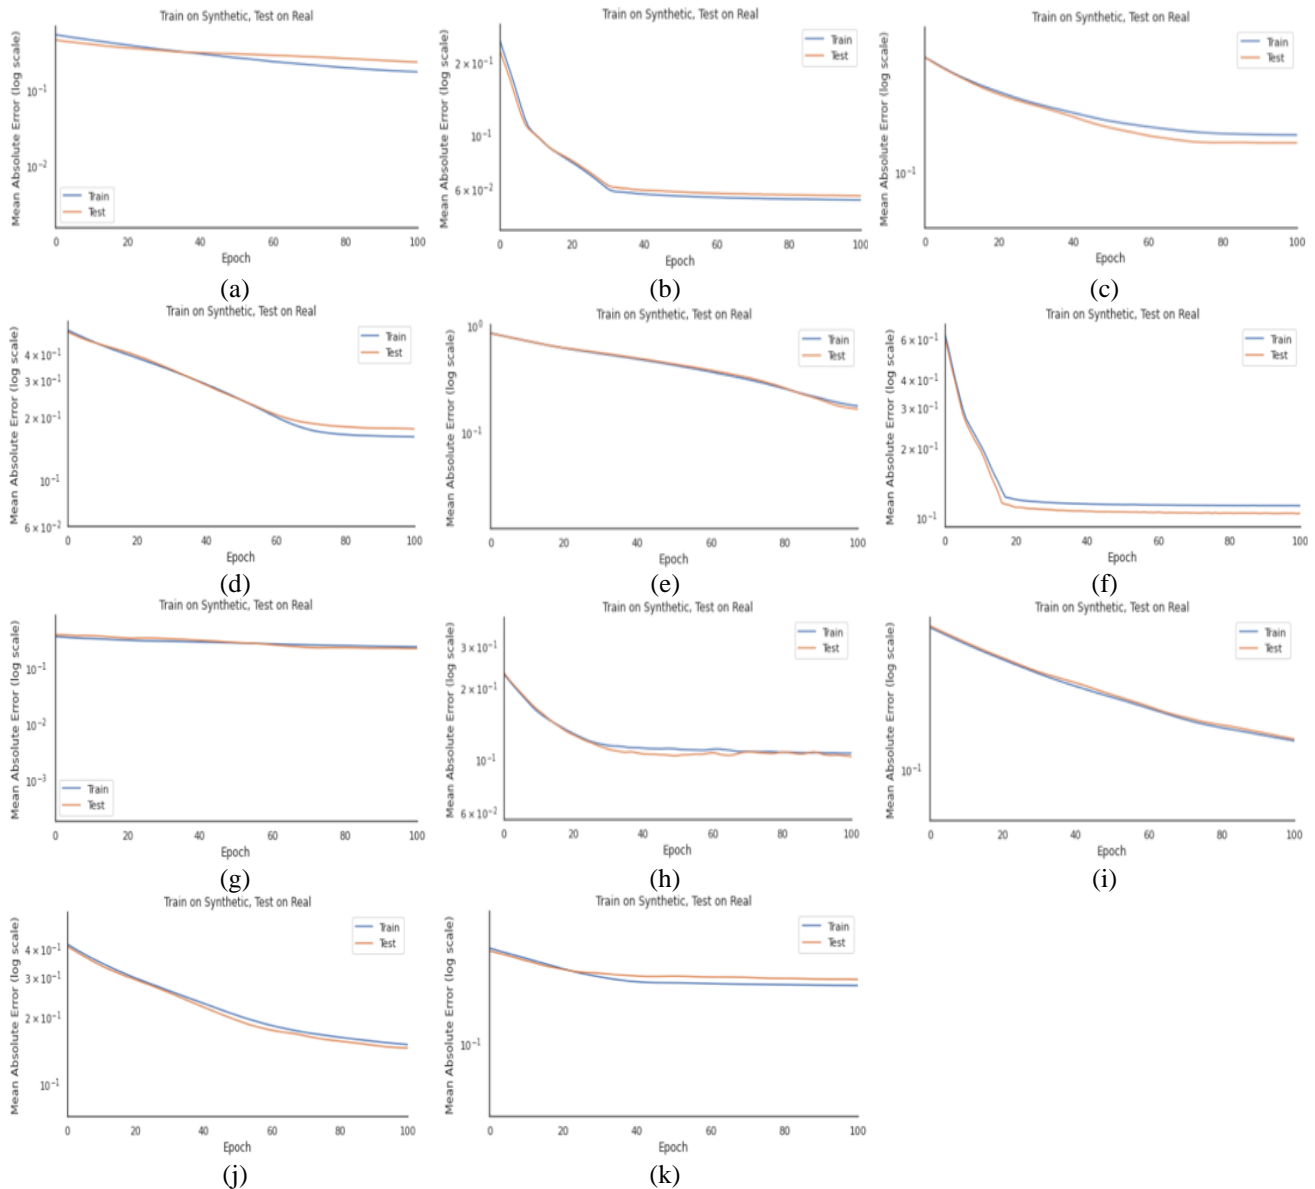 Train on Synthetic, Test on Real
Mean Absolute Error (log scale)
10⁻¹
10⁻²
Train
Test
0 20 40 60 80 100
Epoch
(a)
Train on Synthetic, Test on Real
Mean Absolute Error (log scale)
2 × 10⁻¹
10⁻¹
6 × 10⁻²
Train
Test
0 20 40 60 80 100
Epoch
(b)
Train on Synthetic, Test on Real
Mean Absolute Error (log scale)
10⁻¹
Train
Test
0 20 40 60 80 100
Epoch
(c)
Train on Synthetic, Test on Real
Mean Absolute Error (log scale)
4 × 10⁻¹
3 × 10⁻¹
2 × 10⁻¹
10⁻¹
6 × 10⁻²
Train
Test
0 20 40 60 80 100
Epoch
(d)
Train on Synthetic, Test on Real
Mean Absolute Error (log scale)
10⁰
10⁻¹
Train
Test
0 20 40 60 80 100
Epoch
(e)
Train on Synthetic, Test on Real
Mean Absolute Error (log scale)
6 × 10⁻¹
4 × 10⁻¹
3 × 10⁻¹
2 × 10⁻¹
10⁻¹
Train
Test
0 20 40 60 80 100
Epoch
(f)
Train on Synthetic, Test on Real
Mean Absolute Error (log scale)
10⁻¹
10⁻²
10⁻³
Train
Test
0 20 40 60 80 100
Epoch
(g)
Train on Synthetic, Test on Real
Mean Absolute Error (log scale)
3 × 10⁻¹
2 × 10⁻¹
10⁻¹
6 × 10⁻²
Train
Test
0 20 40 60 80 100
Epoch
(h)
Train on Synthetic, Test on Real
Mean Absolute Error (log scale)
10⁻¹
Train
Test
0 20 40 60 80 100
Epoch
(i)
Train on Synthetic, Test on Real
Mean Absolute Error (log scale)
4 × 10⁻¹
3 × 10⁻¹
2 × 10⁻¹
10⁻¹
Train
Test
0 20 40 60 80 100
Epoch
(j)
Train on Synthetic, Test on Real
Mean Absolute Error (log scale)
10⁻¹
Train
Test
0 20 40 60 80 100
Epoch
(k)